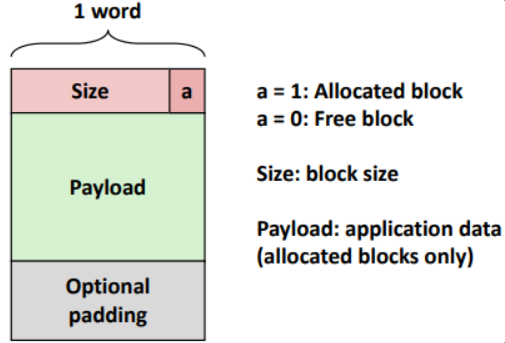 1 word
Size a
Payload
Optional
padding
a = 1: Allocated block
a = 0: Free block
Size: block size
Payload: application data
(allocated blocks only)